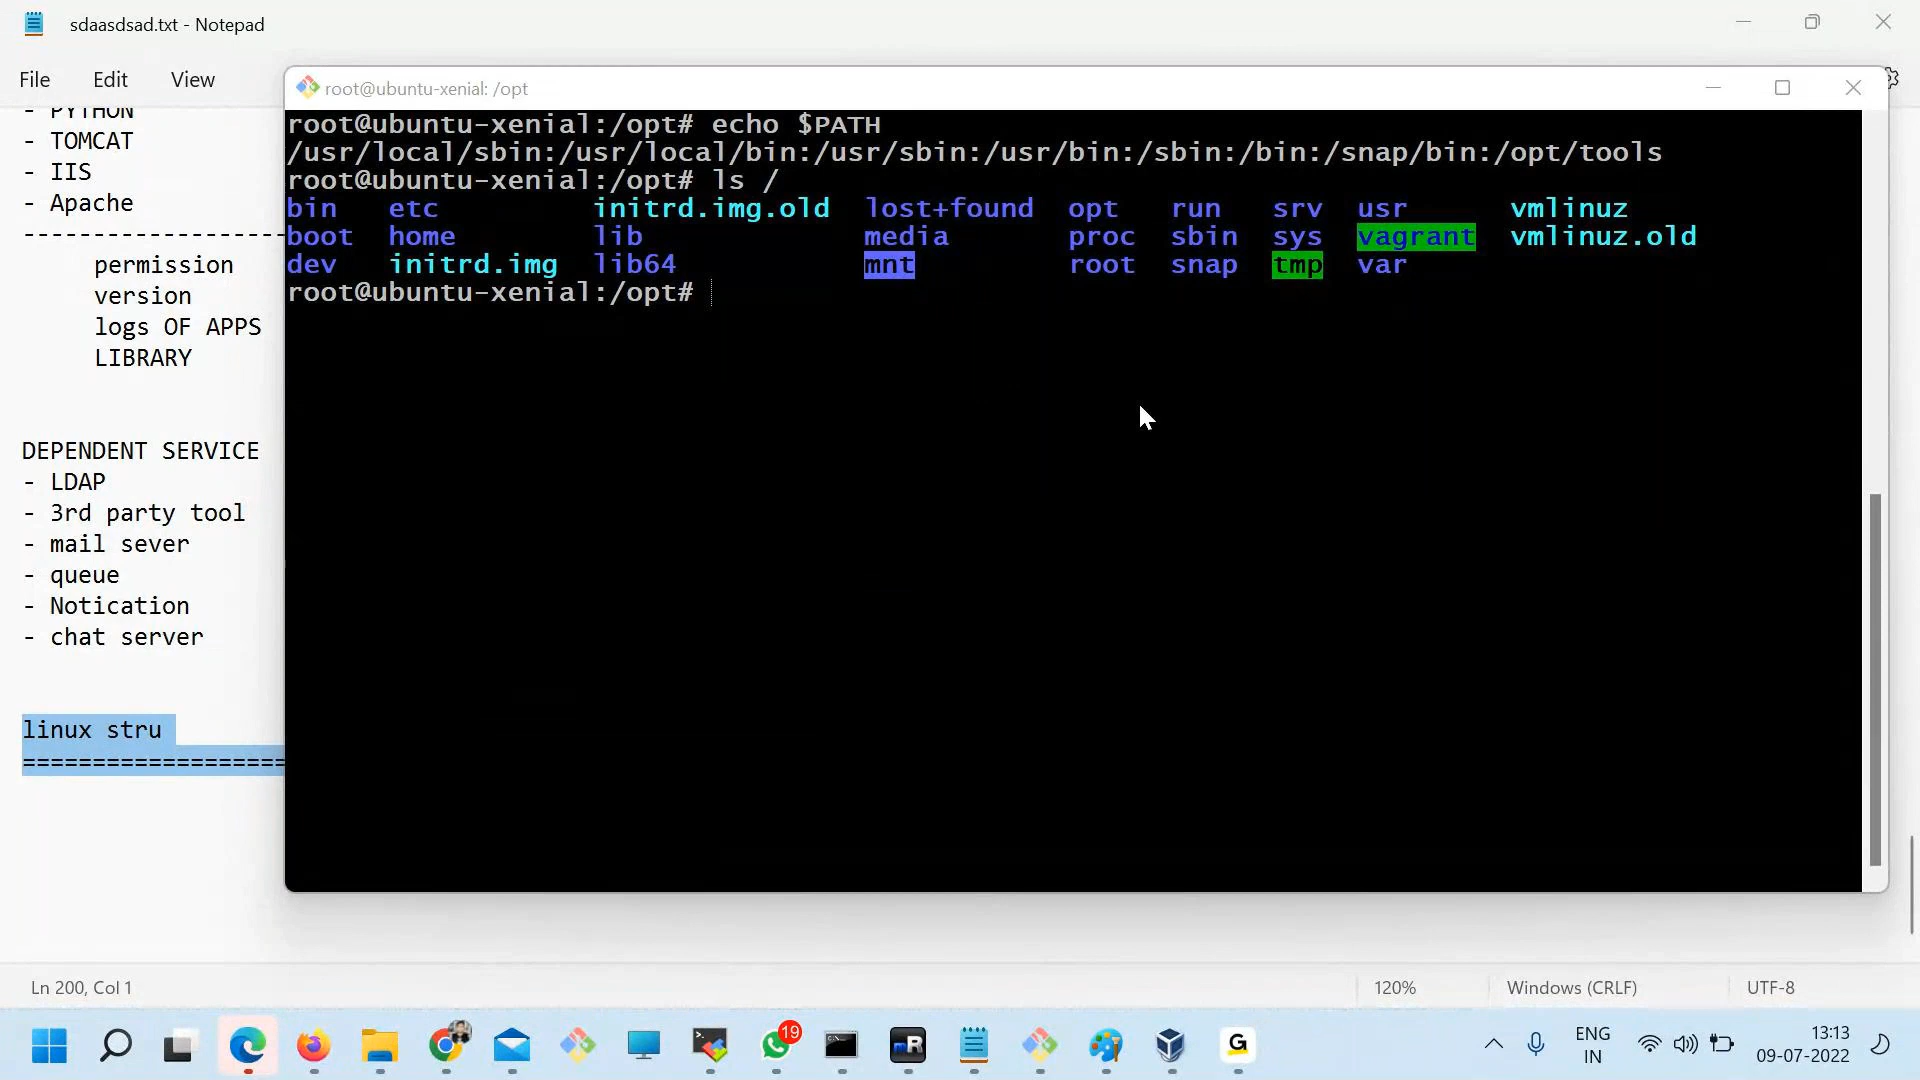 sdaasdsad.txt - Notepad
File Edit View
- PYTHON
- TOMCAT
- IIS
- Apache
-------------------
permission
version
logs OF APPS
LIBRARY
DEPENDENT SERVICE
- LDAP
- 3rd party tool
- mail sever
- queue
- Notication
- chat server
linux stru
===================
root@ubuntu-xenial: /opt
root@ubuntu-xenial:/opt# echo $PATH
/usr/local/sbin:/usr/local/bin:/usr/sbin:/usr/bin:/sbin:/bin:/snap/bin:/opt/tools
root@ubuntu-xenial:/opt# ls /
bin etc initrd.img.old lost+found opt run srv usr vmlinuz
boot home lib media proc sbin sys vagrant vmlinuz.old
dev initrd.img lib64 mnt root snap tmp var
root@ubuntu-xenial:/opt#
Ln 200, Col 1 120% Windows (CRLF) UTF-8
19
ENG
IN
13:13
09-07-2022